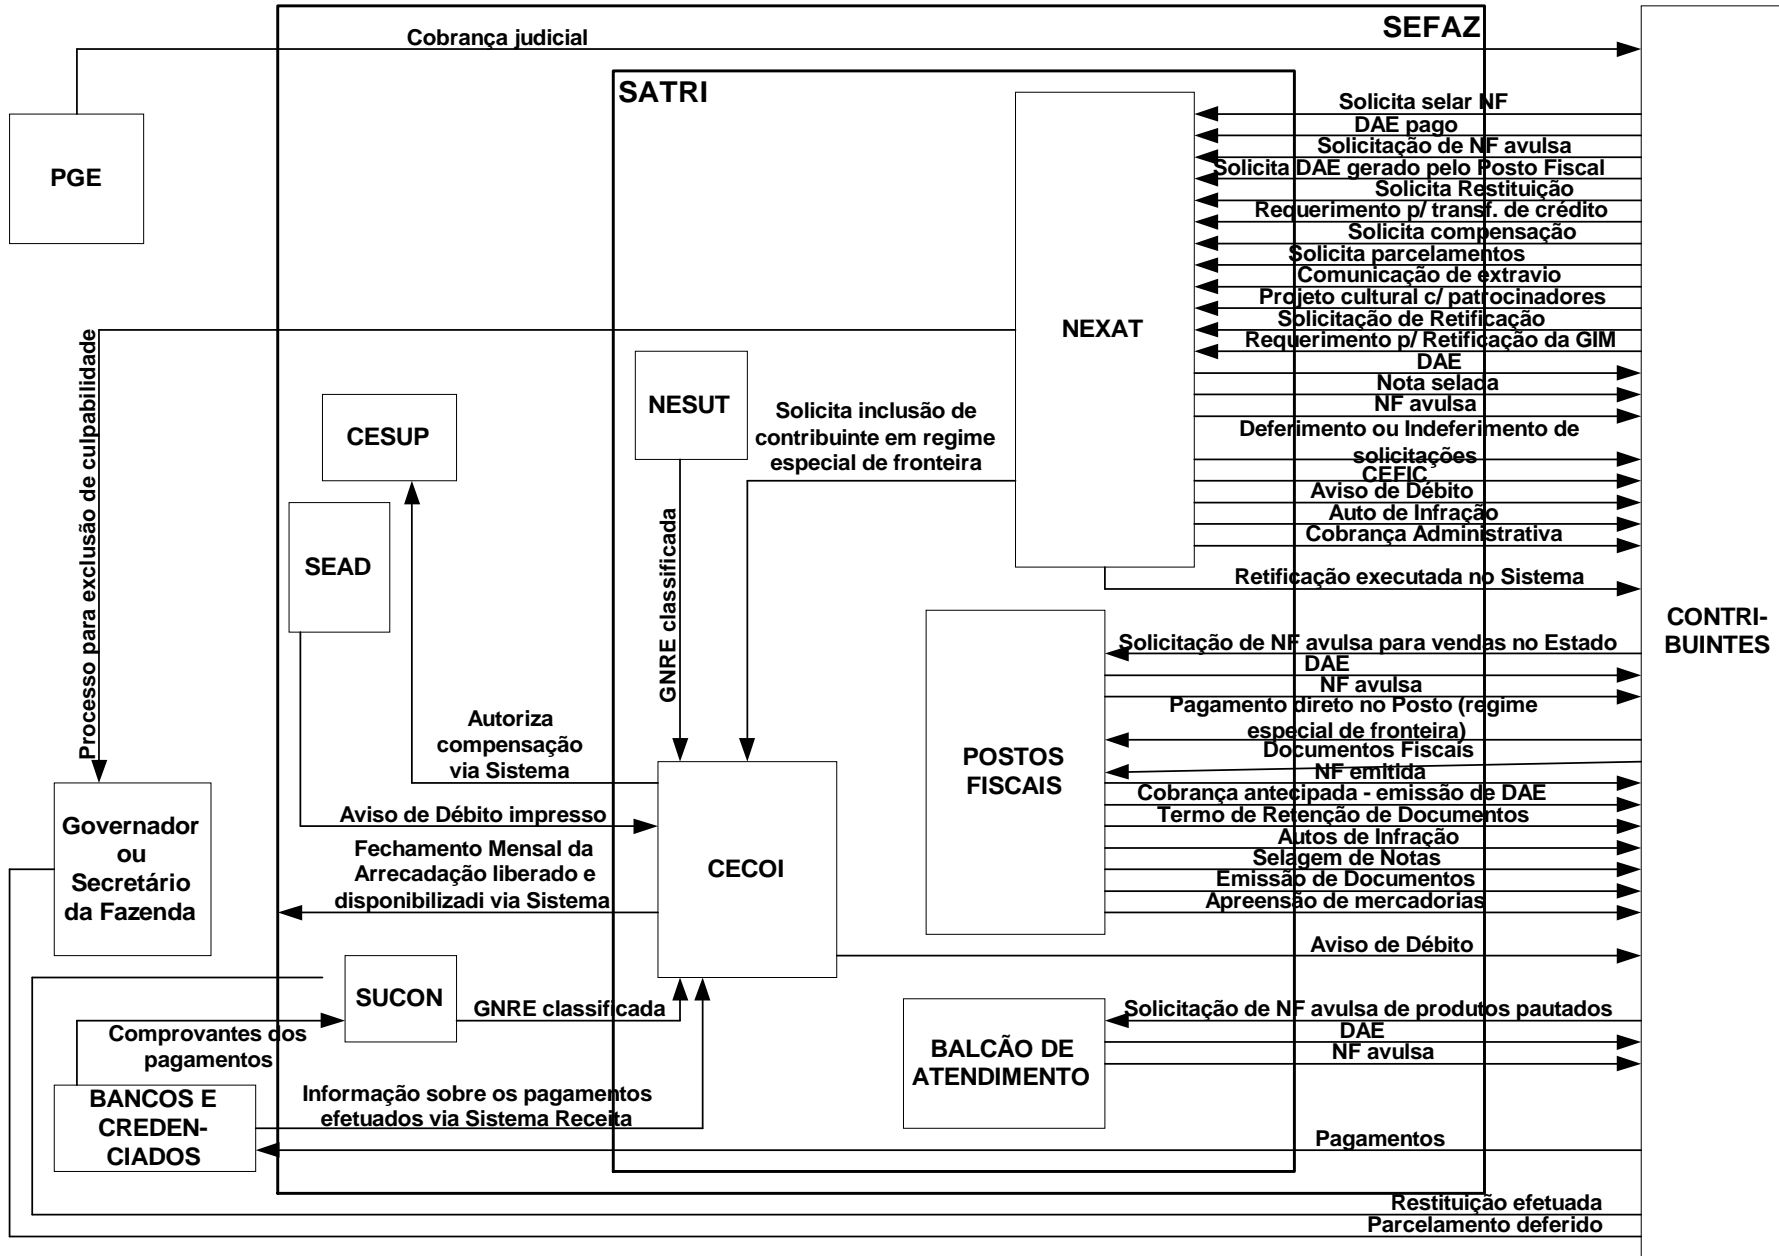 SEFAZ
Cobrança judicial
SATRI
PGE
NEXAT
Solicita selar NF
DAE pago
Solicitação de NF avulsa
Solicita DAE gerado pelo Posto Fiscal
Solicita Restituição
Requerimento p/ transf. de crédito
Solicita compensação
Solicita parcelamentos
Comunicação de extravio
Projeto cultural c/ patrocinadores
Solicitação de Retificação
Requerimento p/ Retificação da GIM
DAE
Nota selada
NF avulsa
Deferimento ou Indeferimento de
solicitações
CEFIC
Aviso de Débito
Auto de Infração
Cobrança Administrativa
Retificação executada no Sistema
CONTRI-
BUINTES
Processo para exclusão de culpabilidade
CESUP
NESUT
Solicita inclusão de
contribuinte em regime
especial de fronteira
SEAD
GNRE classificada
Autoriza
compensação
via Sistema
POSTOS
FISCAIS
Solicitação de NF avulsa para vendas no Estado
DAE
NF avulsa
Pagamento direto no Posto (regime
especial de fronteira)
Documentos Fiscais
NF emitida
Cobrança antecipada - emissão de DAE
Termo de Retenção de Documentos
Autos de Infração
Selagem de Notas
Emissão de Documentos
Apreensão de mercadorias
Governador
ou
Secretário
da Fazenda
Aviso de Débito impresso
Fechamento Mensal da
Arrecadação liberado e
disponibilizadi via Sistema
CECOI
Aviso de Débito
SUCON
GNRE classificada
Comprovantes dos
pagamentos
BALCÃO DE
ATENDIMENTO
Solicitação de NF avulsa de produtos pautados
DAE
NF avulsa
BANCOS E
CREDEN-
CIADOS
Informação sobre os pagamentos
efetuados via Sistema Receita
Pagamentos
Restituição efetuada
Parcelamento deferido